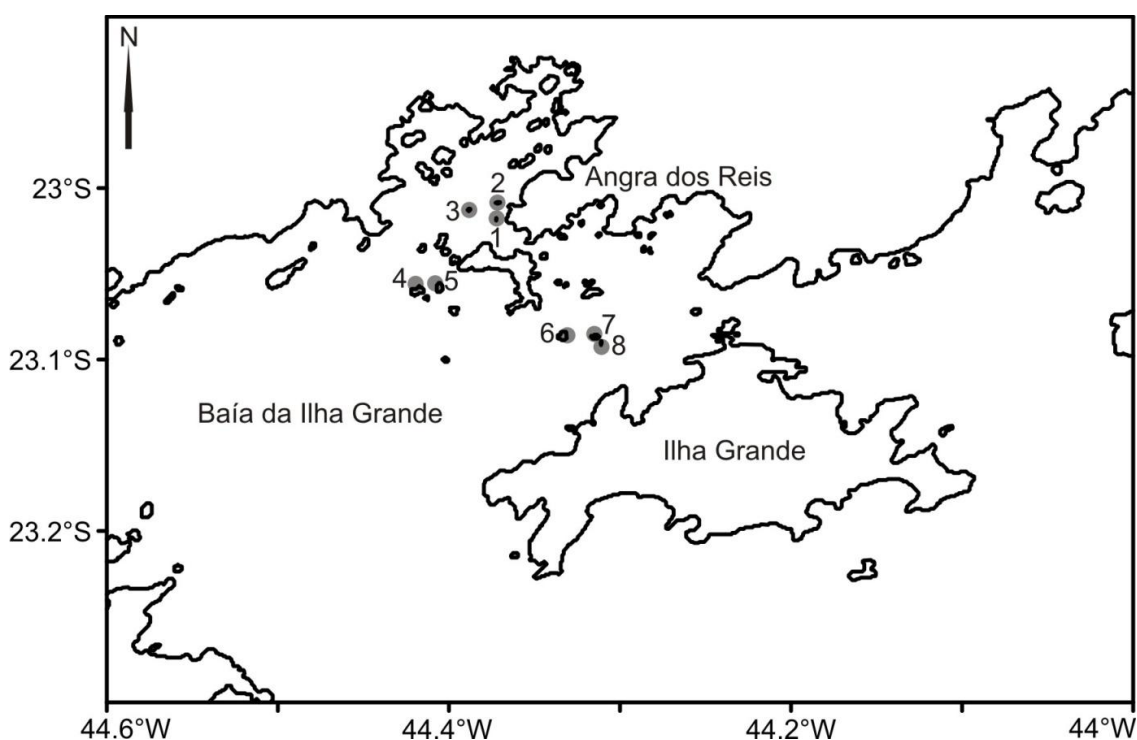 N
23°S
Angra dos Reis
2
3
1
4
5
6
7
8
23.1°S
Baía da Ilha Grande
Ilha Grande
23.2°S
44.6°W
44.4°W
44.2°W
44°W